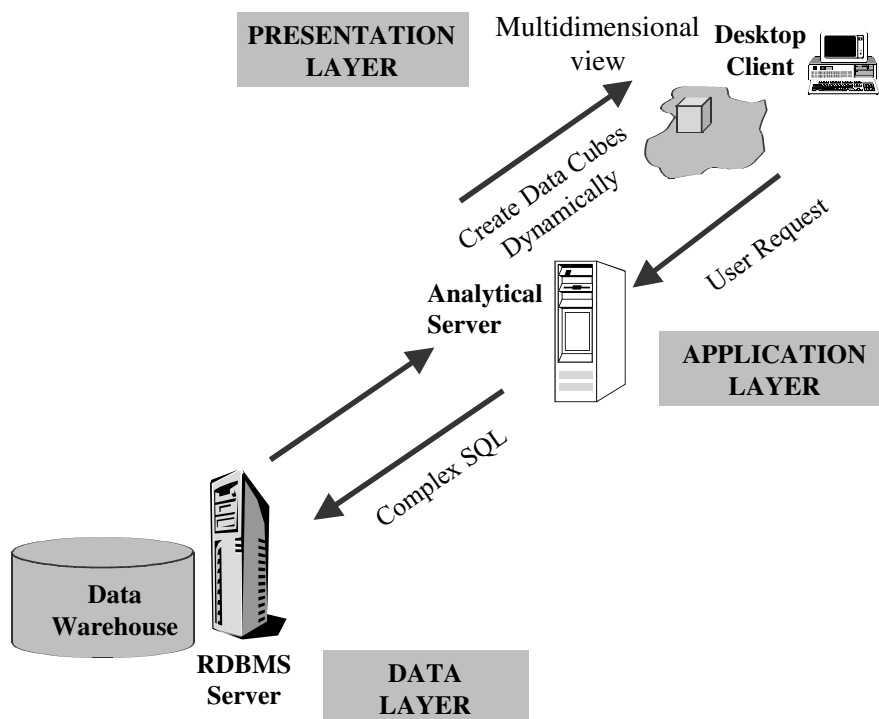 PRESENTATION
LAYER
Multidimensional
view
Desktop
Client
Create Data Cubes
Dynamically
User Request
Analytical
Server
APPLICATION
LAYER
Complex SQL
Data
Warehouse
RDBMS
Server
DATA
LAYER